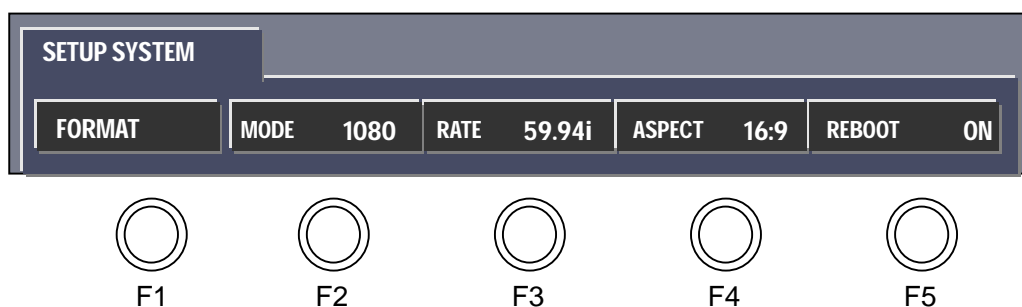 SETUP SYSTEM
FORMAT MODE 1080 RATE 59.94i ASPECT 16:9 REBOOT ON
F1 F2 F3 F4 F5